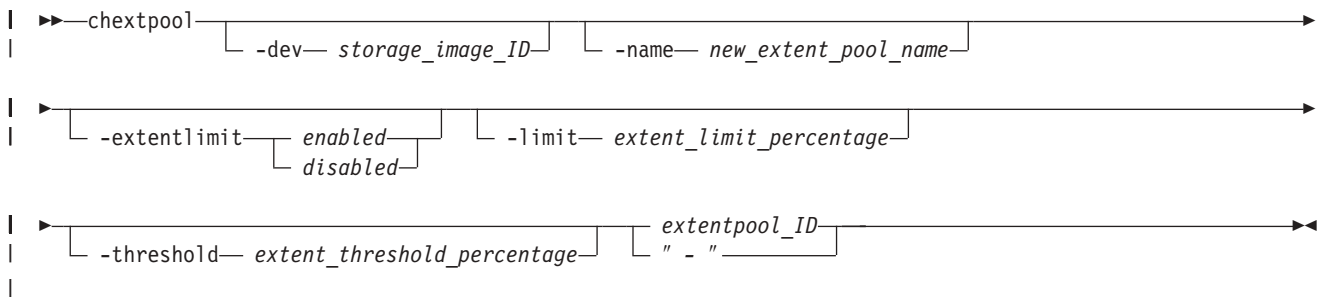 chextpool
-dev storage_image_ID -name new_extent_pool_name
-extentlimit enabled -limit extent_limit_percentage
disabled
extentpool_ID
-threshold extent_threshold_percentage " - "